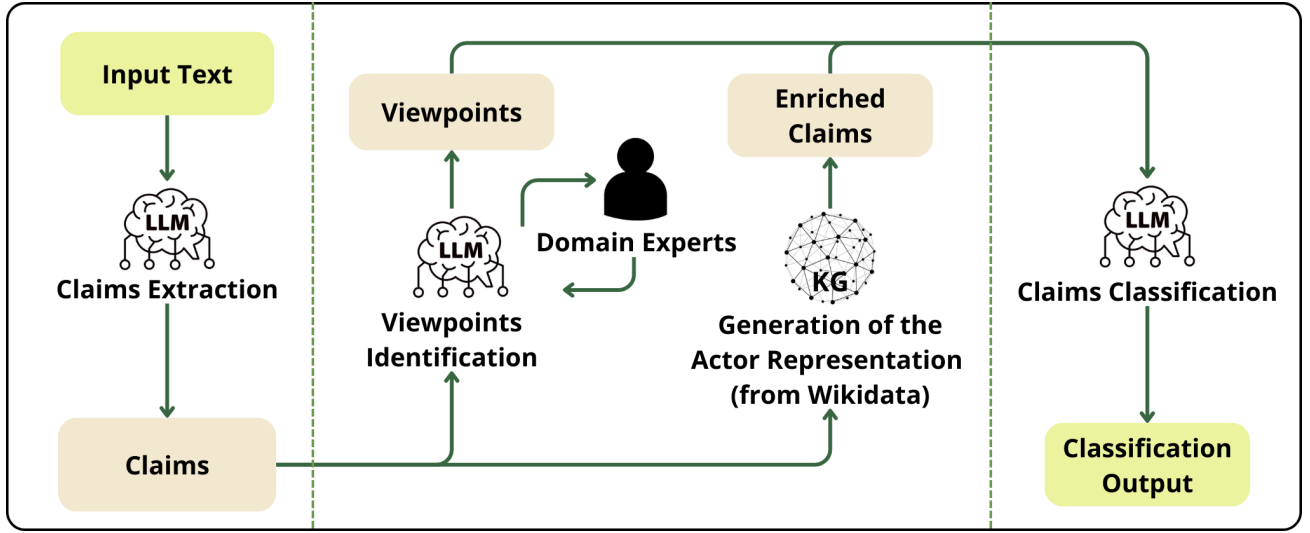 Input Text
LLM
Claims Extraction
Claims
Viewpoints
LLM
Viewpoints
Identification
Domain Experts
Enriched
Claims
KG
Generation of the
Actor Representation
(from Wikidata)
LLM
Claims Classification
Classification
Output